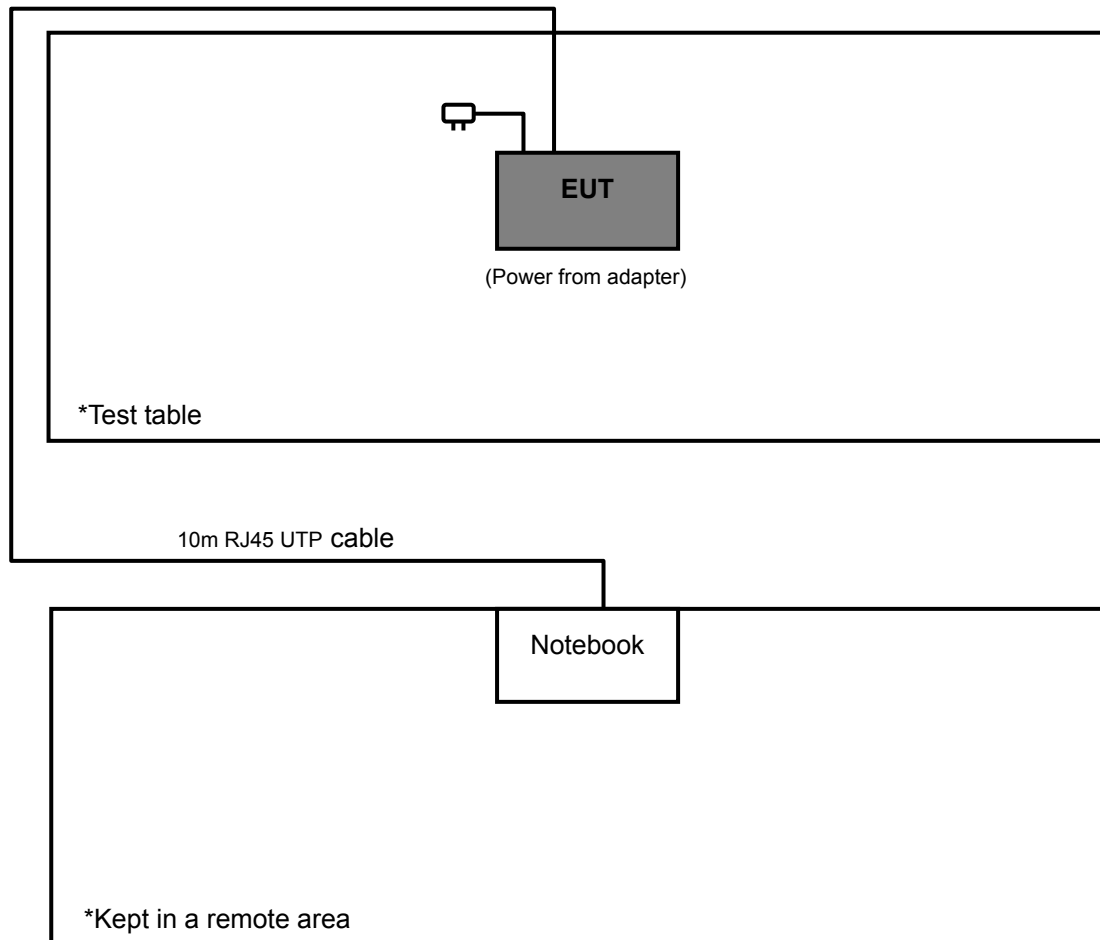 EUT
(Power from adapter)
*Test table
10m RJ45 UTP cable
Notebook
*Kept in a remote area